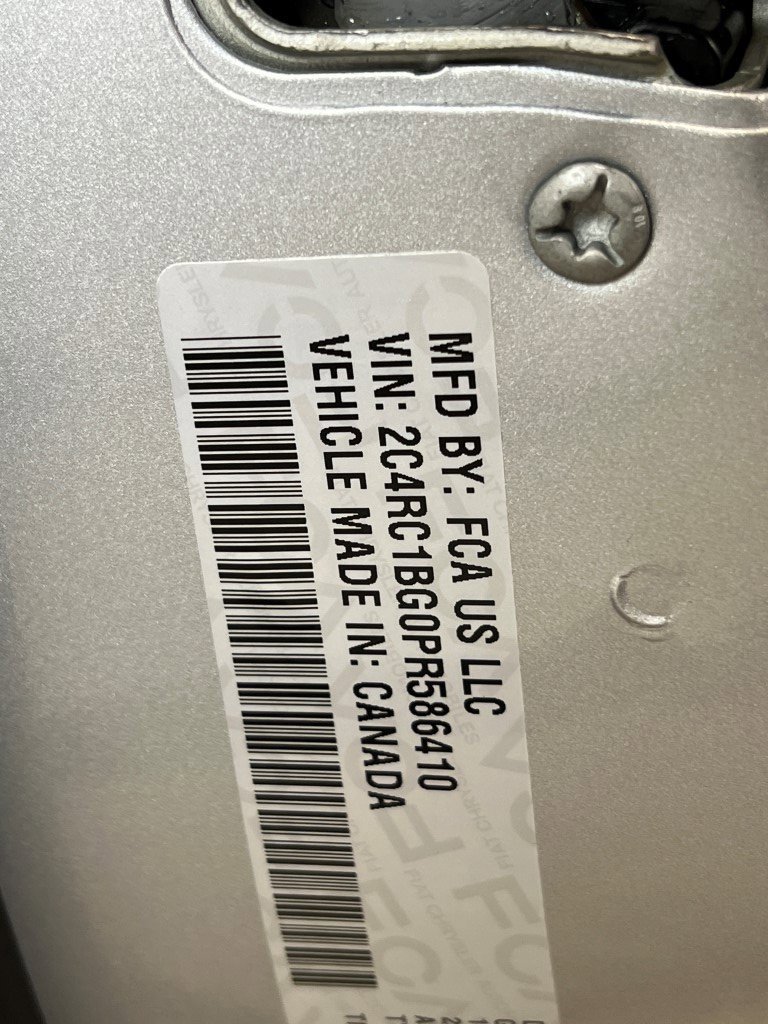 MFD BY: FCA US LLC
VIN: 2C4RC1BG0PR586410
VEHICLE MADE IN: CANADA